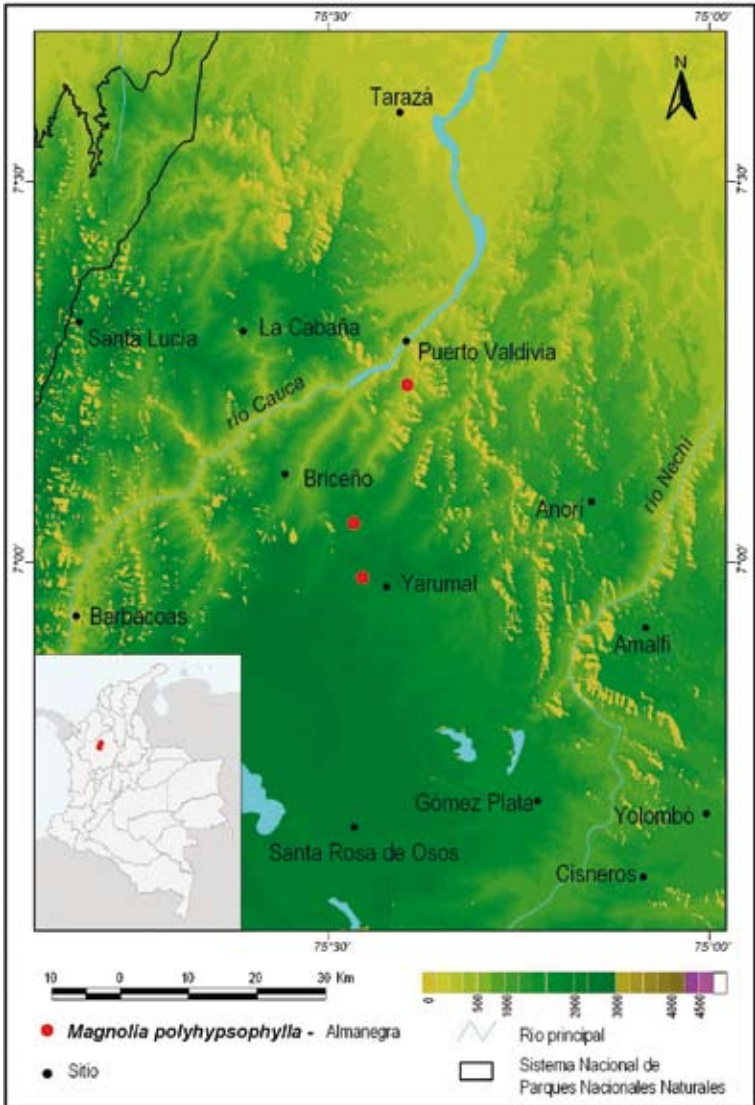 75°30' 75°00'
N
Tarazá
7°30' 7°30'
Santa Lucía
La Cabaña
Puerto Valdivia
río Cauca
Briceño
Anorí
río Nechí
7°00' 7°00'
Yarumal
Barbacoas
Amalfi
Gómez Plata
Yolombó
Santa Rosa de Osos
Cisneros
75°30' 75°00'
10 0 10 20 30 Km
0 500 1000 2000 3000 4000 4500
Magnolia polyhypsophylla - Almanegra
Rio principal
Sitio
Sistema Nacional de
Parques Nacionales Naturales